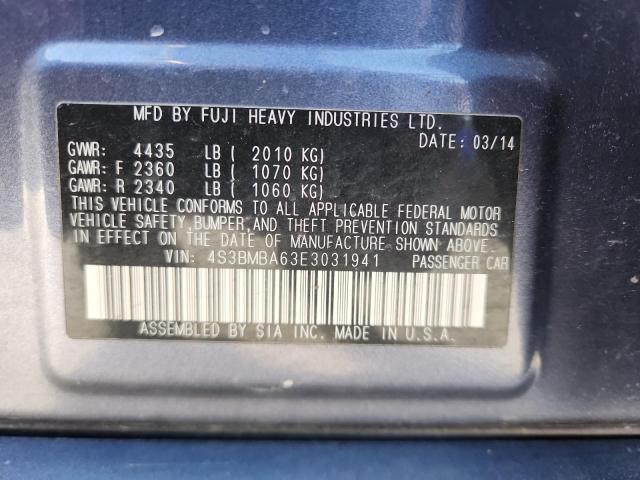 MFD BY FUJI HEAVY INDUSTRIES LTD.
DATE: 03/14
GVWR: 4435 LB ( 2010 KG)
GAWR: F 2360 LB ( 1070 KG)
GAWR: R 2340 LB ( 1060 KG)
THIS VEHICLE CONFORMS TO ALL APPLICABLE FEDERAL MOTOR
VEHICLE SAFETY,BUMPER,AND THEFT PREVENTION STANDARDS
IN EFFECT ON THE DATE OF MANUFACTURE SHOWN ABOVE.
VIN: 4S3BMBA63E3031941 PASSENGER CAR
ASSEMBLED BY SIA INC. MADE IN U.S.A.